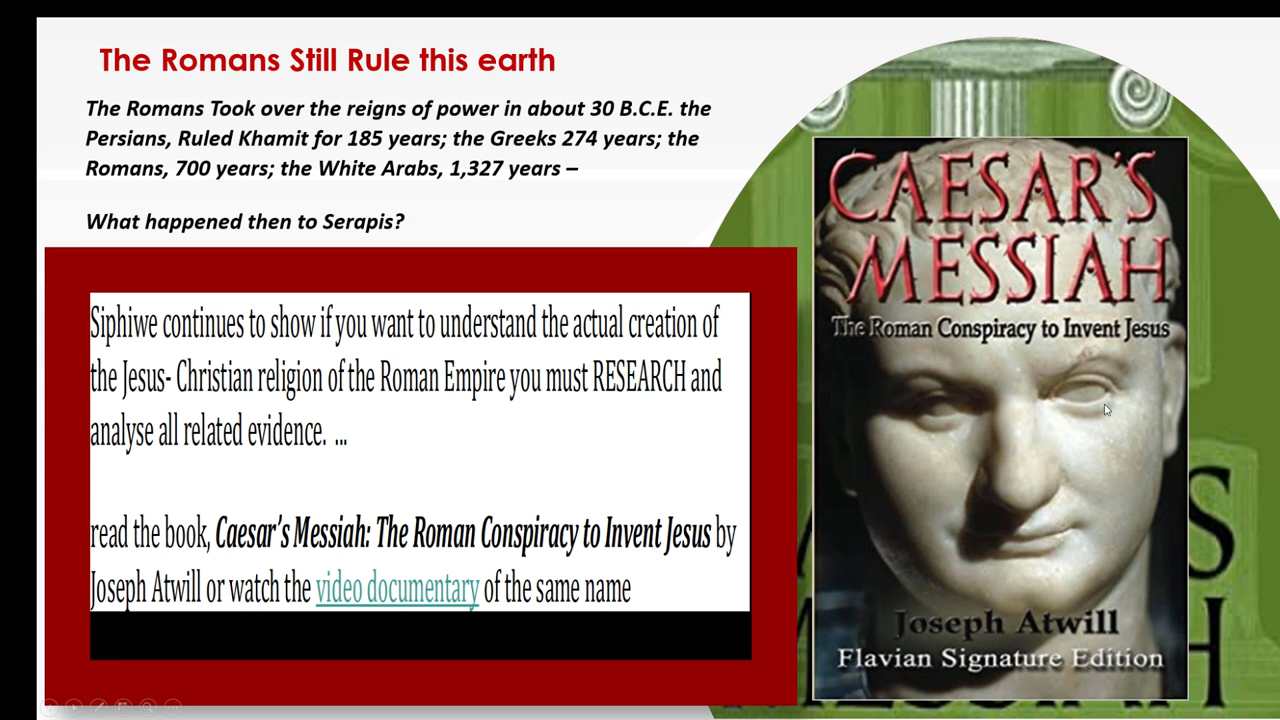 The Romans Still Rule this earth
The Romans Took over the reigns of power in about 30 B.C.E. the
Persians, Ruled Khamit for 185 years; the Greeks 274 years; the
Romans, 700 years; the White Arabs, 1,327 years –
What happened then to Serapis?
Siphiwe continues to show if you want to understand the actual creation of
the Jesus- Christian religion of the Roman Empire you must RESEARCH and
analyse all related evidence. ...
read the book, Caesar's Messiah: The Roman Conspiracy to Invent Jesus by
Joseph Atwill or watch the video documentary of the same name
CAESAR'S
MESSIAH
The Roman Conspiracy to Invent Jesus
Joseph Atwill
Flavian Signature Edition